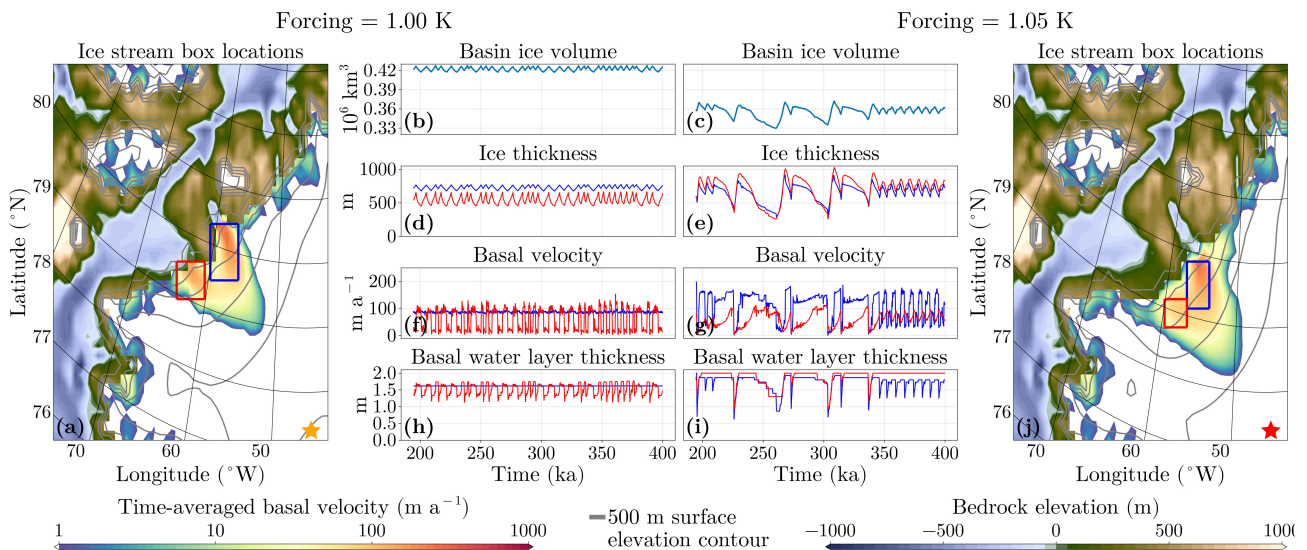 Forcing = 1.00 K
Forcing = 1.05 K
Ice stream box locations
Basin ice volume
Basin ice volume
Ice stream box locations
80
79
78
77
76
Latitude (°N)
(a)
70
60
50
Longitude (°W)
10⁶ km³
0.42
0.36
0.33
(b)
(c)
Ice thickness
Ice thickness
m
1000
500
0
(d)
(e)
Basal velocity
Basal velocity
m a⁻¹
200
100
0
(f)
(g)
Basal water layer thickness
Basal water layer thickness
m
2.0
1.5
1.0
0.5
0.0
(h)
(i)
200
250
300
350
400
Time (ka)
200
250
300
350
400
Time (ka)
80
79
78
77
76
Latitude (°N)
(j)
70
60
50
Longitude (°W)
Time-averaged basal velocity (m a⁻¹)
1
10
100
1000
500 m surface
elevation contour
Bedrock elevation (m)
−1000
−500
0
500
1000